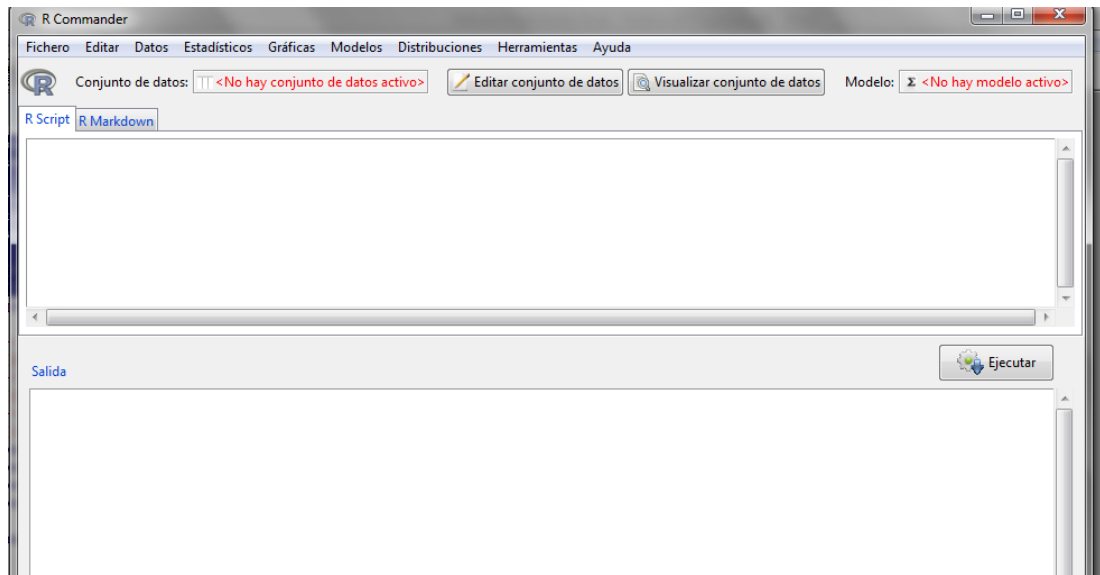 R Commander
Fichero Editar Datos Estadísticos Gráficas Modelos Distribuciones Herramientas Ayuda
R Conjunto de datos: <No hay conjunto de datos activo> Editar conjunto de datos Visualizar conjunto de datos Modelo: Σ <No hay modelo activo>
R Script R Markdown
Ejecutar
Salida